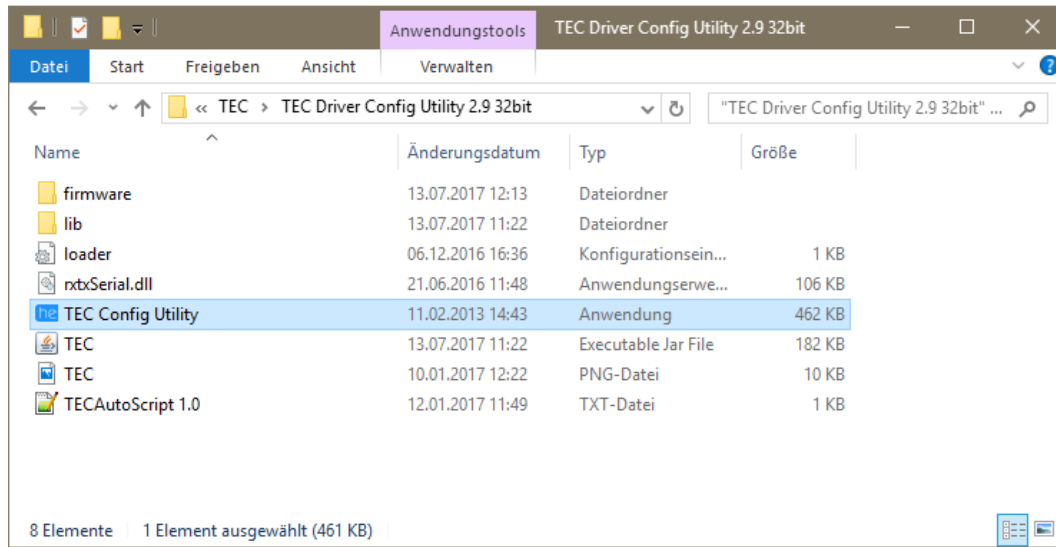 Anwendungstools TEC Driver Config Utility 2.9 32bit
Datei Start Freigeben Ansicht Verwalten
« TEC > TEC Driver Config Utility 2.9 32bit "TEC Driver Config Utility 2.9 32bit" ...
Name Änderungsdatum Typ Größe
firmware 13.07.2017 12:13 Dateiordner
lib 13.07.2017 11:22 Dateiordner
loader 06.12.2016 16:36 Konfigurationsein... 1 KB
rxtxSerial.dll 21.06.2016 11:48 Anwendungserwe... 106 KB
he TEC Config Utility 11.02.2013 14:43 Anwendung 462 KB
TEC 13.07.2017 11:22 Executable Jar File 182 KB
TEC 10.01.2017 12:22 PNG-Datei 10 KB
TECAutoScript 1.0 12.01.2017 11:49 TXT-Datei 1 KB
8 Elemente 1 Element ausgewählt (461 KB)